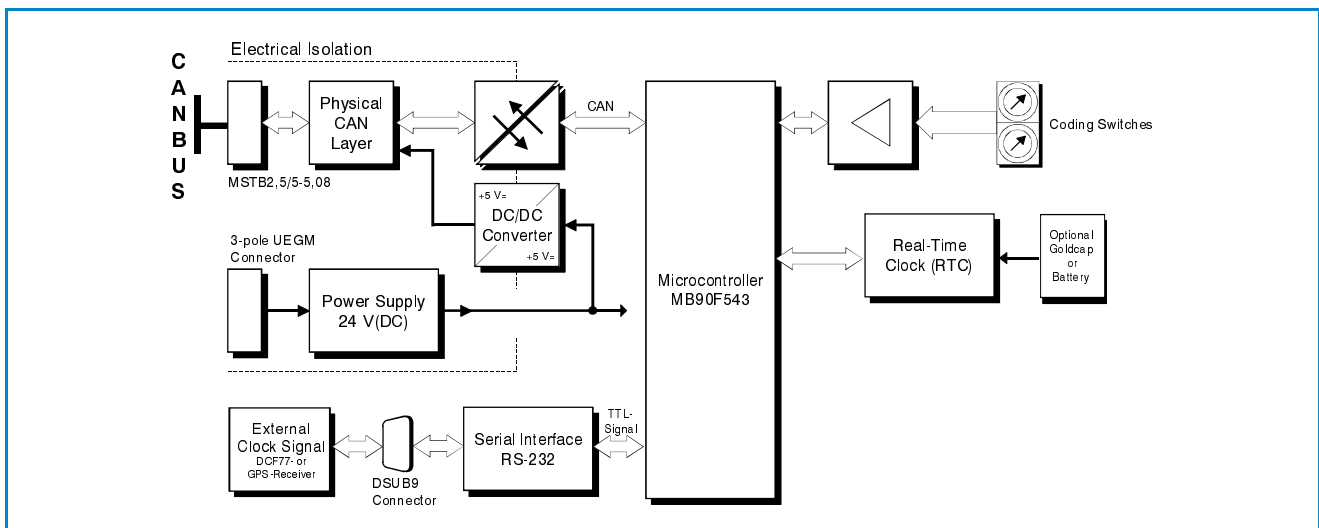 Electrical Isolation
CANBUS
Physical
CAN
Layer
CAN
MSTB2,5/5-5,08
+5 V=
DC/DC
Converter
+5 V=
3-pole UEGM
Connector
Power Supply
24 V(DC)
Microcontroller
MB90F543
Coding Switches
Real-Time
Clock (RTC)
Optional
Goldcap
or
Battery
External
Clock Signal
DCF77- or
GPS-Receiver
DSUB9
Connector
Serial Interface
RS-232
TTL-
Signal